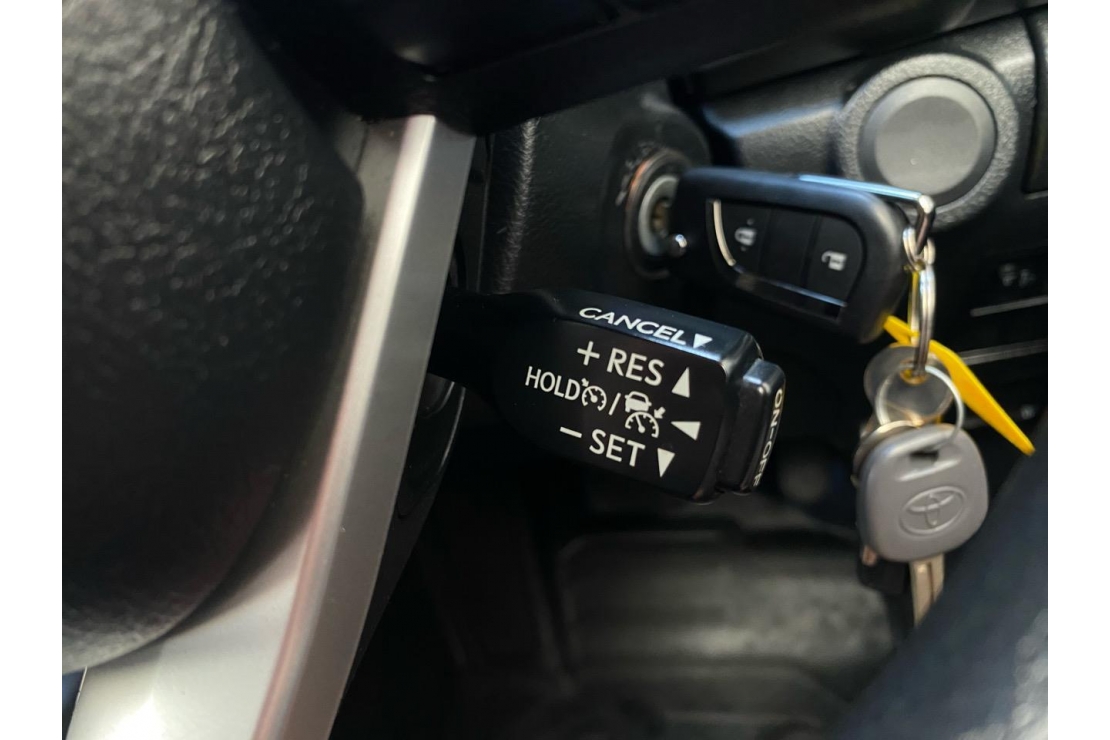 CANCEL▼
+ RES ▲
HOLD / ◀
− SET ▼
ON-OFF